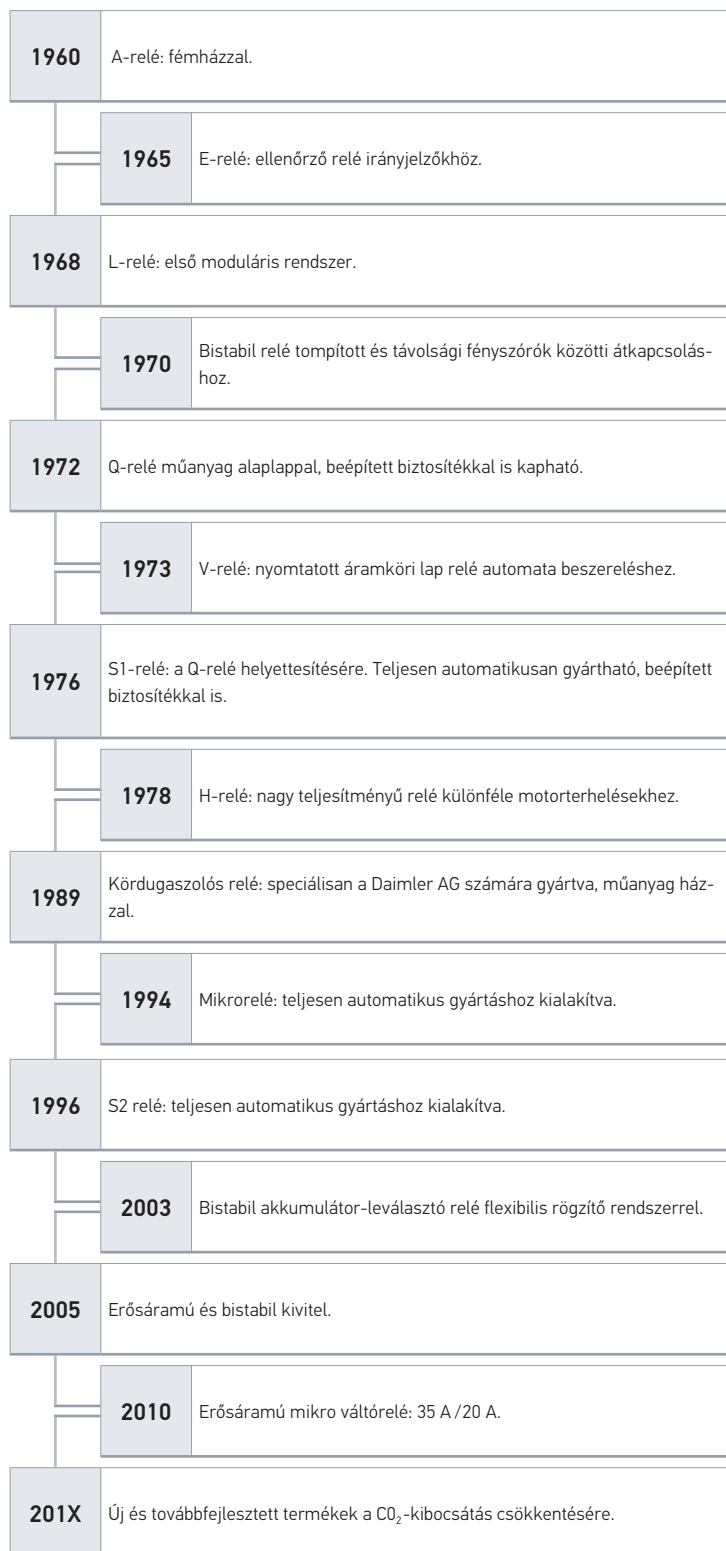 1960
A-relé: fémházzal.
1965
E-relé: ellenőrző relé irányjelzőkhöz.
1968
L-relé: első moduláris rendszer.
1970
Bistabil relé tompított és távolsági fényszórók közötti átkapcsolás-
hoz.
1972
Q-relé műanyag alaplappal, beépített biztosítékkal is kapható.
1973
V-relé: nyomtatott áramköri lap relé automata beszereléshez.
1976
S1-relé: a Q-relé helyettesítésére. Teljesen automatikusan gyártható, beépített
biztosítékkal is.
1978
H-relé: nagy teljesítményű relé különféle motorterhelésekhez.
1989
Kördugaszolós relé: speciálisan a Daimler AG számára gyártva, műanyag ház-
zal.
1994
Mikrorelé: teljesen automatikus gyártáshoz kialakítva.
1996
S2 relé: teljesen automatikus gyártáshoz kialakítva.
2003
Bistabil akkumulátor-leválasztó relé flexibilis rögzítő rendszerrel.
2005
Erősáramú és bistabil kivitel.
2010
Erősáramú mikro váltórelé: 35 A /20 A.
201X
Új és továbbfejlesztett termékek a CO₂-kibocsátás csökkentésére.